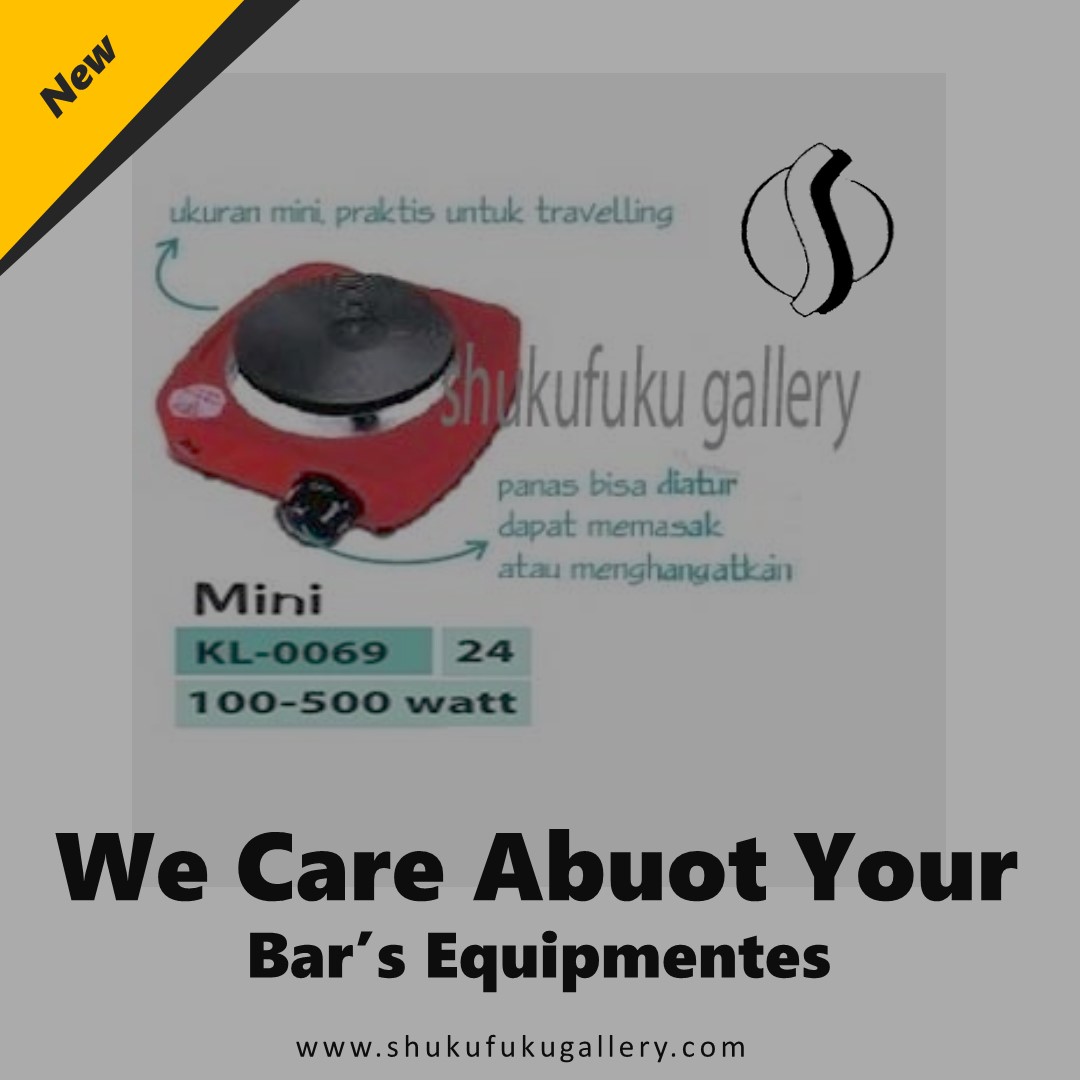 New
ukuran mini, praktis untuk travelling
shukufuku gallery
panas bisa diatur
dapat memasak
atau menghangatkan
Mini
KL-0069 24
100-500 watt
We Care Abuot Your
Bar's Equipmentes
www.shukufukugallery.com